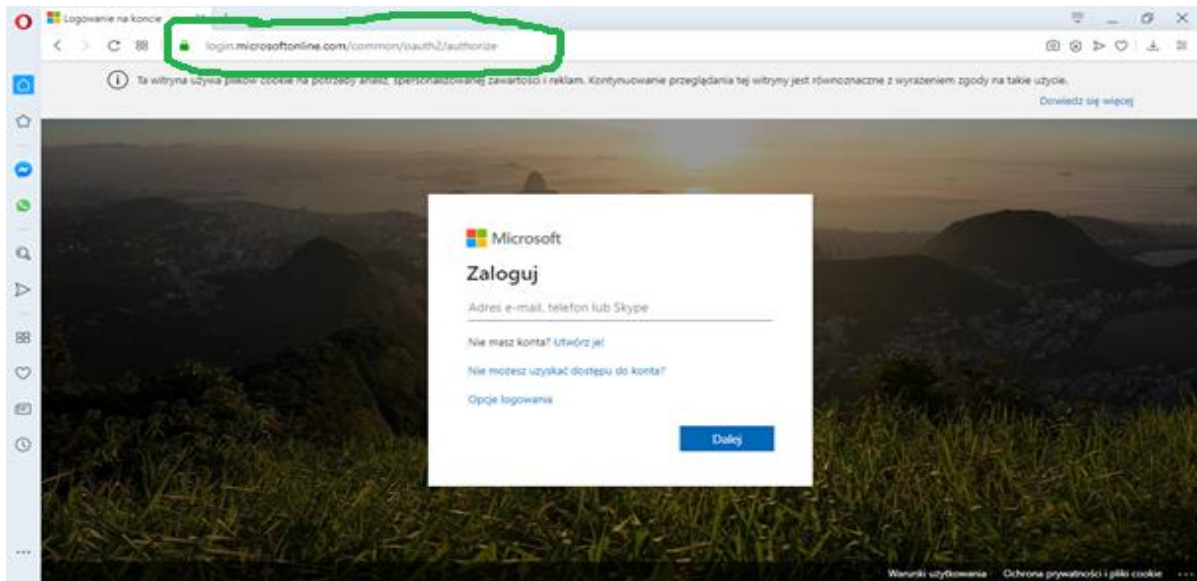 Logowanie na koncie
login.microsoftonline.com/common/oauth2/authorize
Ta witryna używa plików cookie na potrzeby analiz, spersonalizowanej zawartości i reklam. Kontynuowanie przeglądania tej witryny jest równoznaczne z wyrażeniem zgody na takie użycie.
Dowiedz się więcej
Microsoft
Zaloguj
Adres e-mail, telefon lub Skype
Nie masz konta? Utwórz je!
Nie możesz uzyskać dostępu do konta?
Opcje logowania
Dalej
Warunki użytkowania Ochrona prywatności i pliki cookie